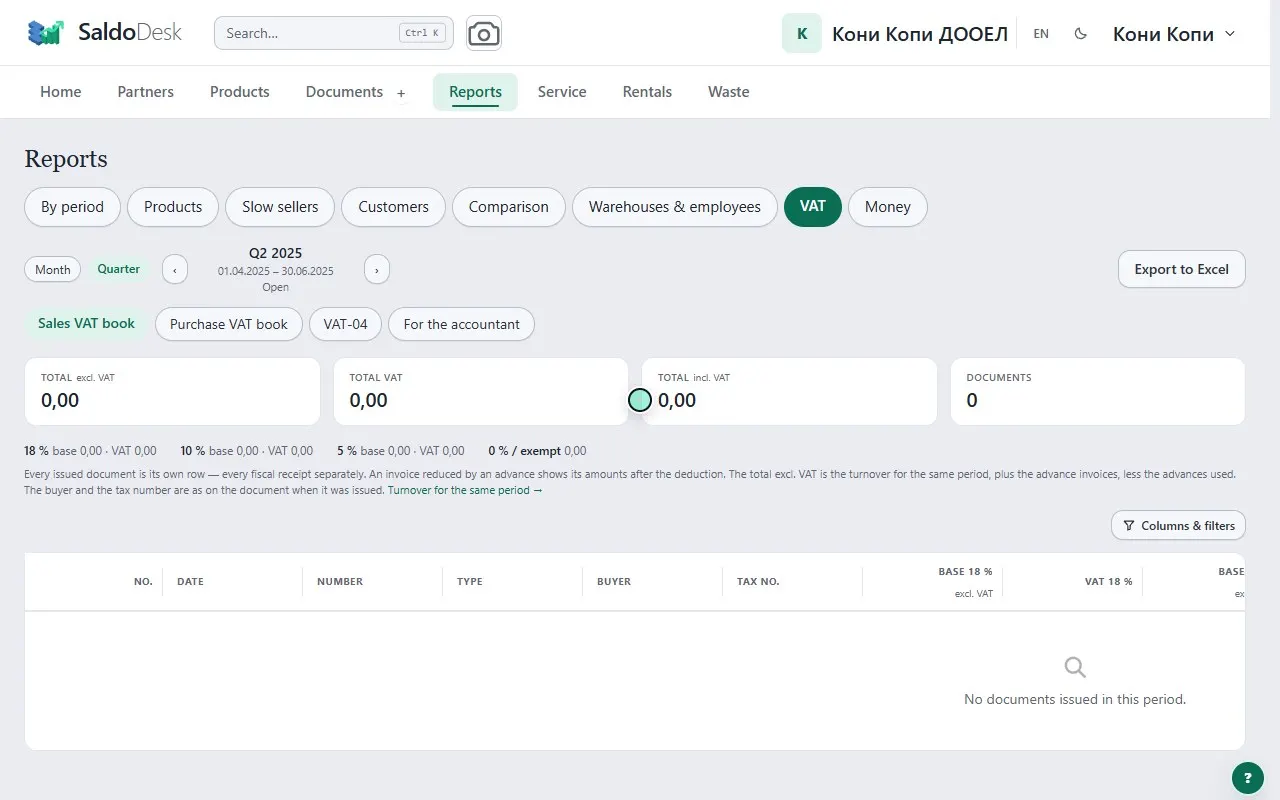 SaldoDesk
Search...
Ctrl K
K
Кони Копи ДООЕЛ
EN
Кони Копи
Home
Partners
Products
Documents +
Reports
Service
Rentals
Waste
Reports
By period
Products
Slow sellers
Customers
Comparison
Warehouses & employees
VAT
Money
Month
Quarter
‹
Q2 2025
01.04.2025 – 30.06.2025
Open
›
Export to Excel
Sales VAT book
Purchase VAT book
VAT-04
For the accountant
TOTAL excl. VAT
0,00
TOTAL VAT
0,00
TOTAL incl. VAT
0,00
DOCUMENTS
0
18 % base 0,00 · VAT 0,00
10 % base 0,00 · VAT 0,00
5 % base 0,00 · VAT 0,00
0 % / exempt 0,00
Every issued document is its own row — every fiscal receipt separately. An invoice reduced by an advance shows its amounts after the deduction. The total excl. VAT is the turnover for the same period, plus the advance invoices, less the advances used.
The buyer and the tax number are as on the document when it was issued. Turnover for the same period →
Columns & filters
NO.
DATE
NUMBER
TYPE
BUYER
TAX NO.
BASE 18 %
excl. VAT
VAT 18 %
BASE
ex
No documents issued in this period.
?